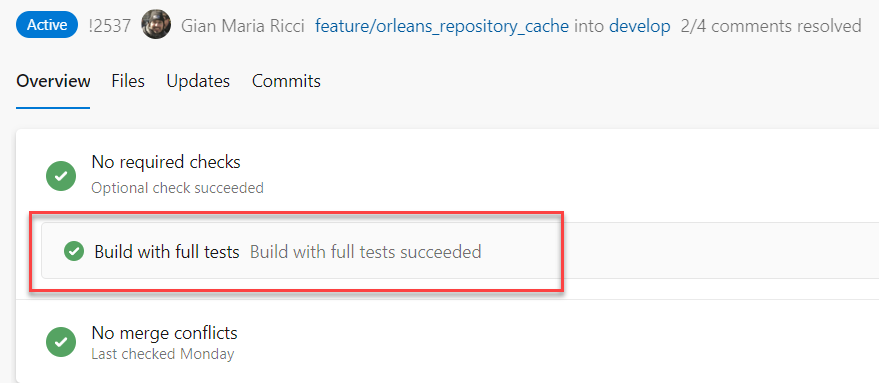 Active !2537 Gian Maria Ricci feature/orleans_repository_cache into develop 2/4 comments resolved
Overview Files Updates Commits
No required checks
Optional check succeeded
Build with full tests Build with full tests succeeded
No merge conflicts
Last checked Monday